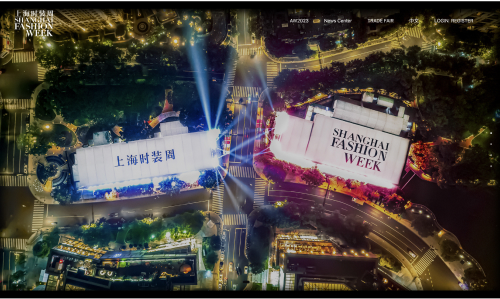 上海时装周
SHANGHAI
FASHION
WEEK
AW2023
News Center
TRADE FAIR
中文
LOGIN REGISTER
上海时装周
SHANGHAI
FASHION
WEEK